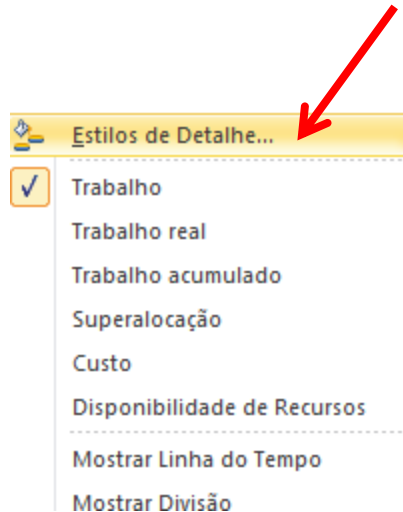 Estilos de Detalhe...
Trabalho
Trabalho real
Trabalho acumulado
Superalocação
Custo
Disponibilidade de Recursos
Mostrar Linha do Tempo
Mostrar Divisão